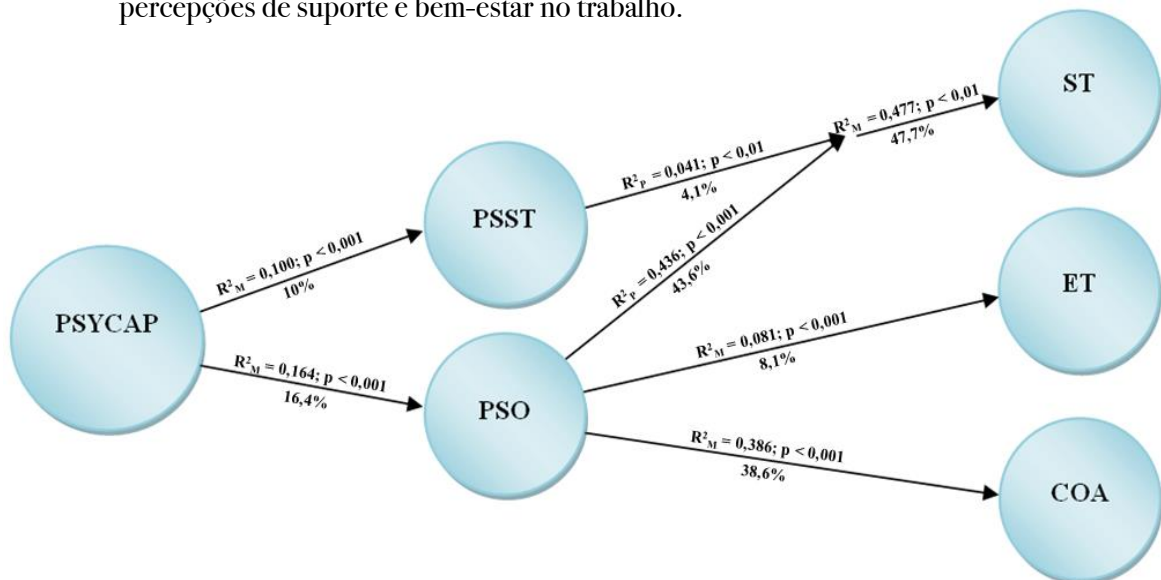 percepções de suporte e bem-estar no trabalho.
ST
R²M = 0,477; p < 0,01
47,7%
R²P = 0,041; p < 0,01
4,1%
PSST
R²P = 0,436; p < 0,001
43,6%
R²M = 0,100; p < 0,001
10%
ET
PSYCAP
R²M = 0,081; p < 0,001
8,1%
R²M = 0,164; p < 0,001
16,4%
PSO
R²M = 0,386; p < 0,001
38,6%
COA